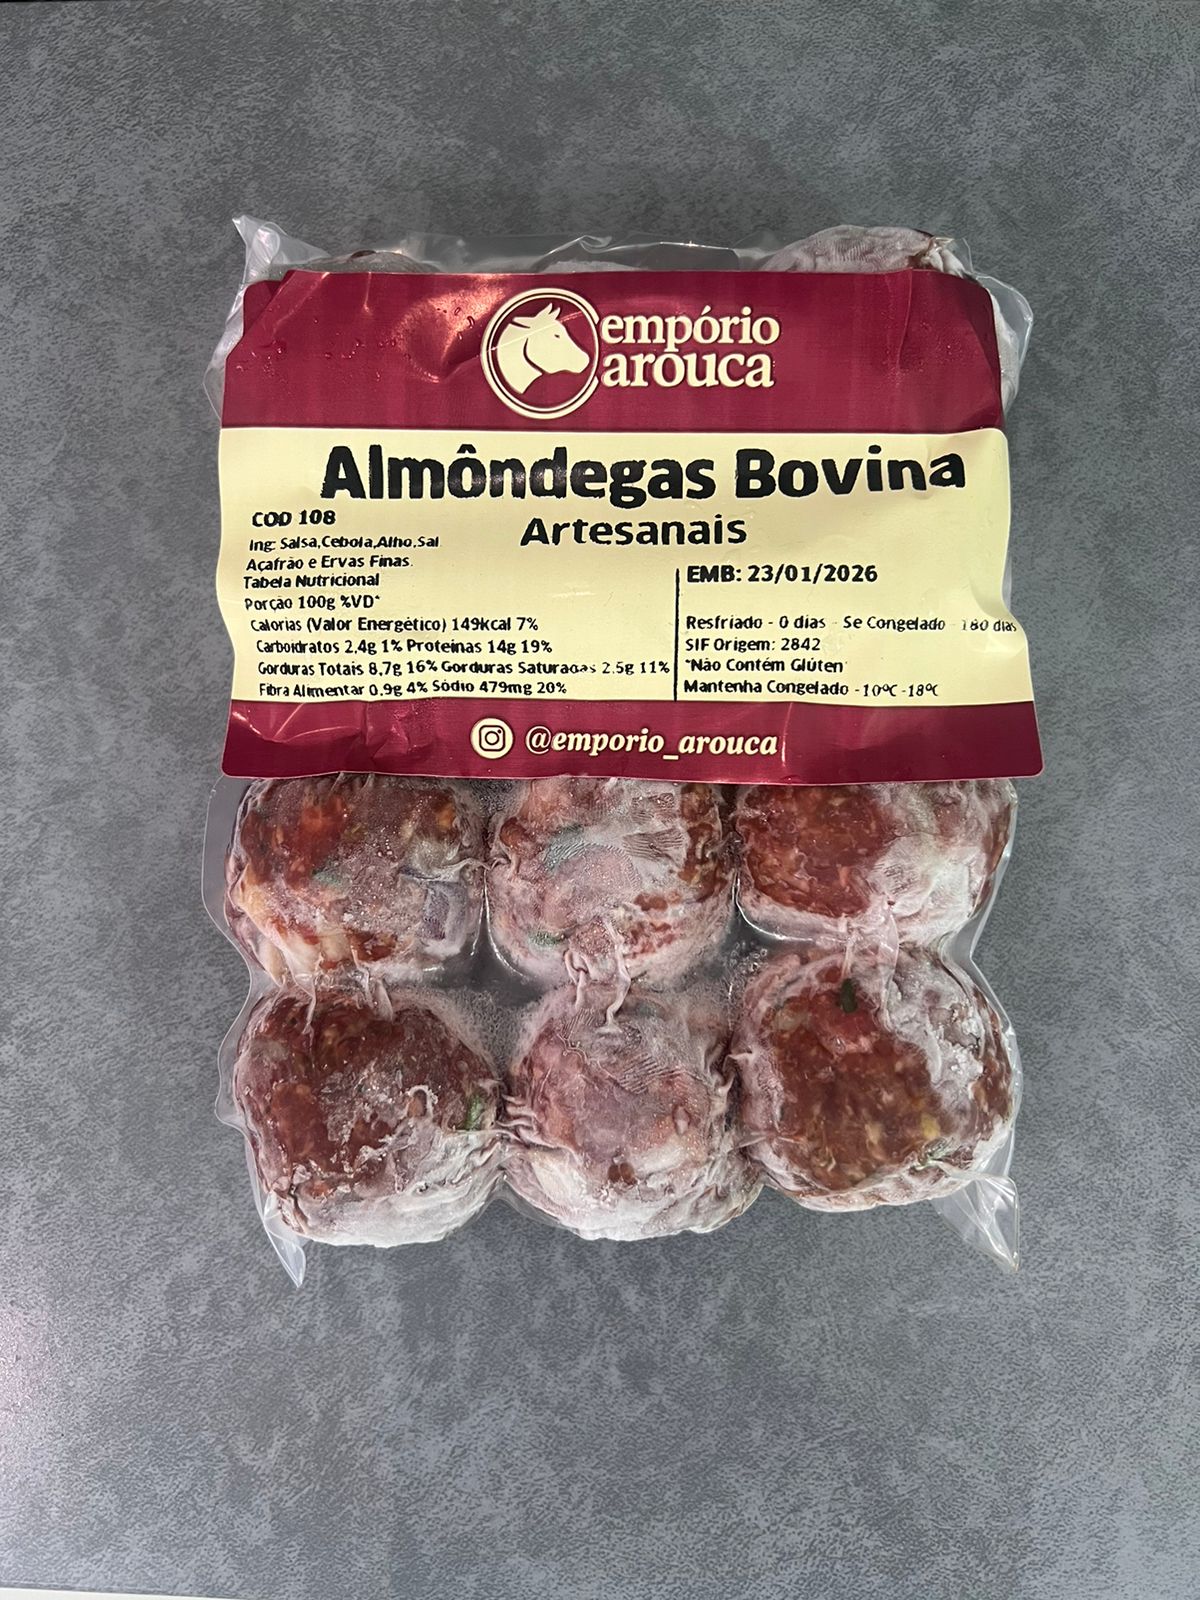 empório
arouca
Almôndegas Bovina
Artesanais
COD 108
Ing: Salsa,Cebola,Alho,Sal
Açafrão e Ervas Finas.
Tabela Nutricional
Porção 100g %VD*
Calorias (Valor Energético) 149kcal 7%
Carboidratos 2,4g 1% Proteínas 14g 19%
Gorduras Totais 8,7g 16% Gorduras Saturadas 2.5g 11%
Fibra Alimentar 0,9g 4% Sódio 479mg 20%
EMB: 23/01/2026
Resfriado - 0 dias - Se Congelado - 180 dias
SIF Origem: 2842
*Não Contém Glúten
Mantenha Congelado -10ºC -18ºC
@emporio_arouca